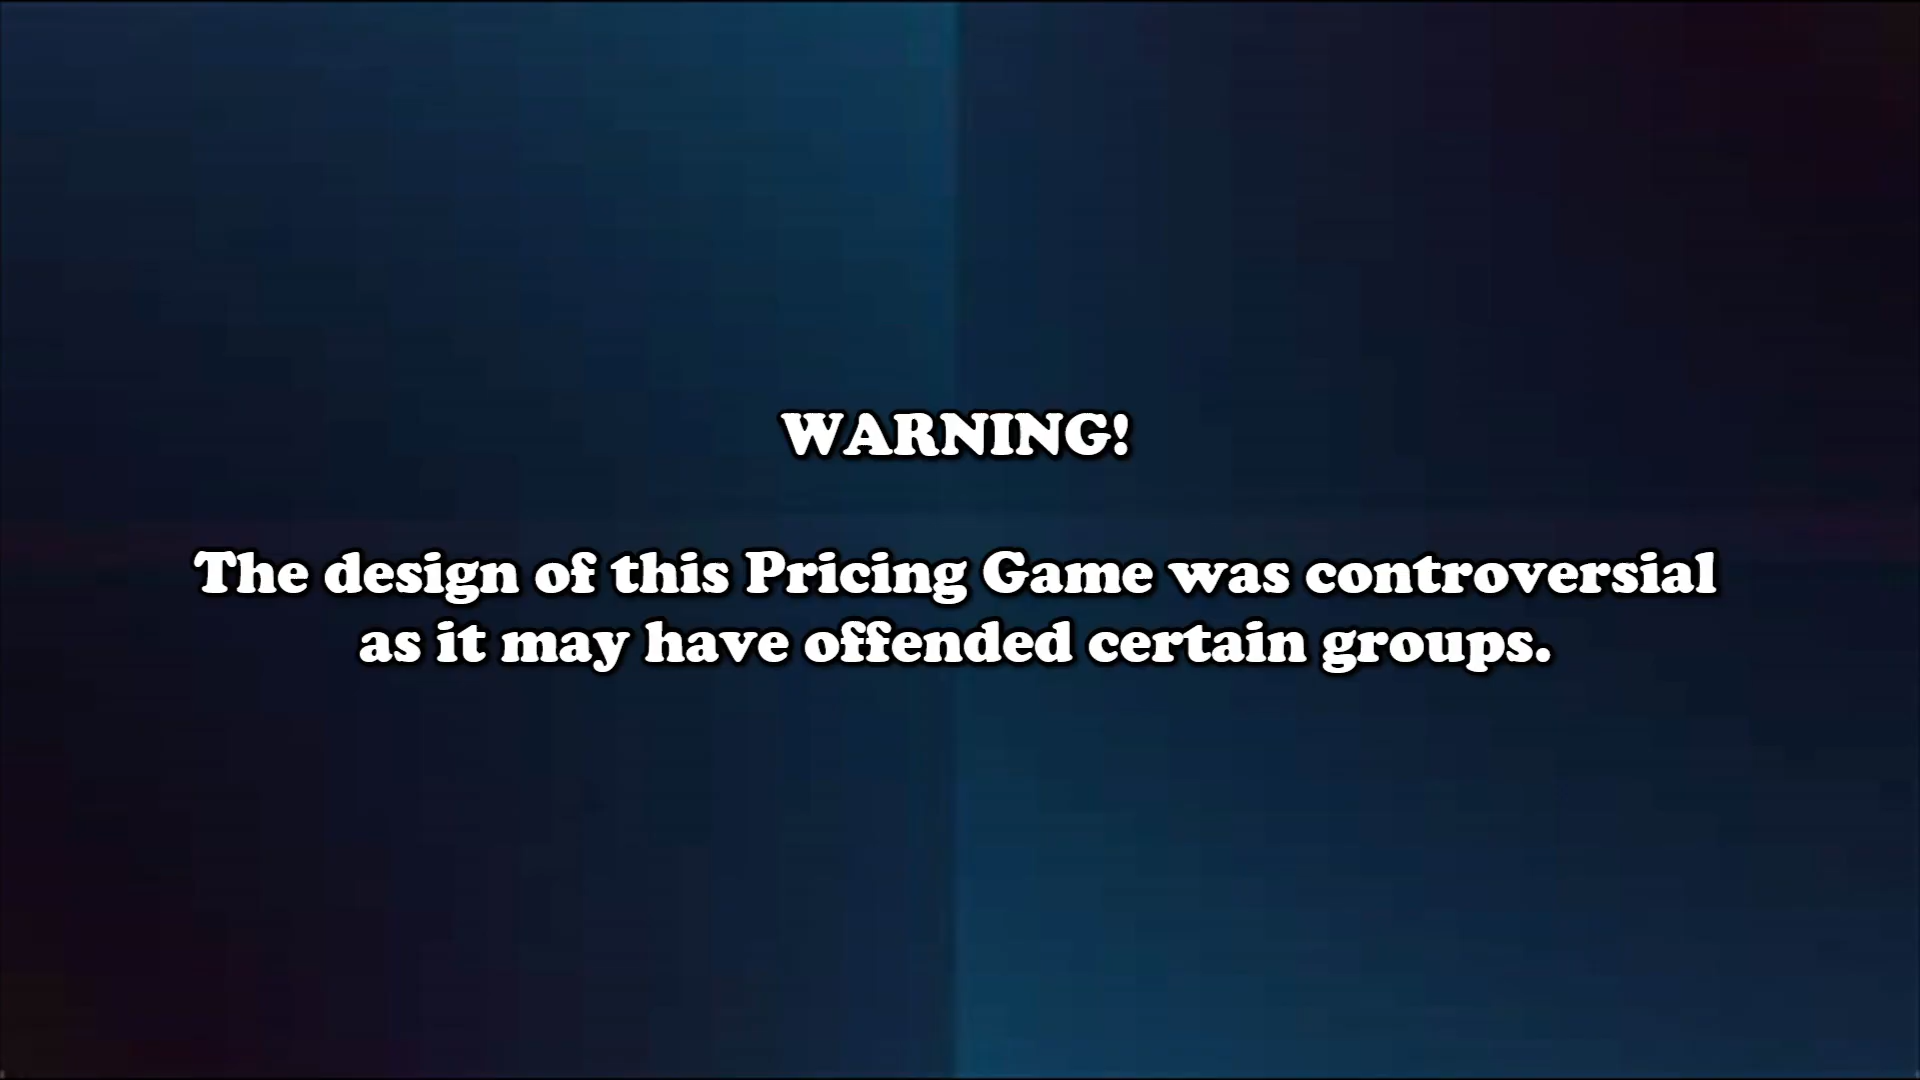 WARNING!
The design of this Pricing Game was controversial
as it may have offended certain groups.